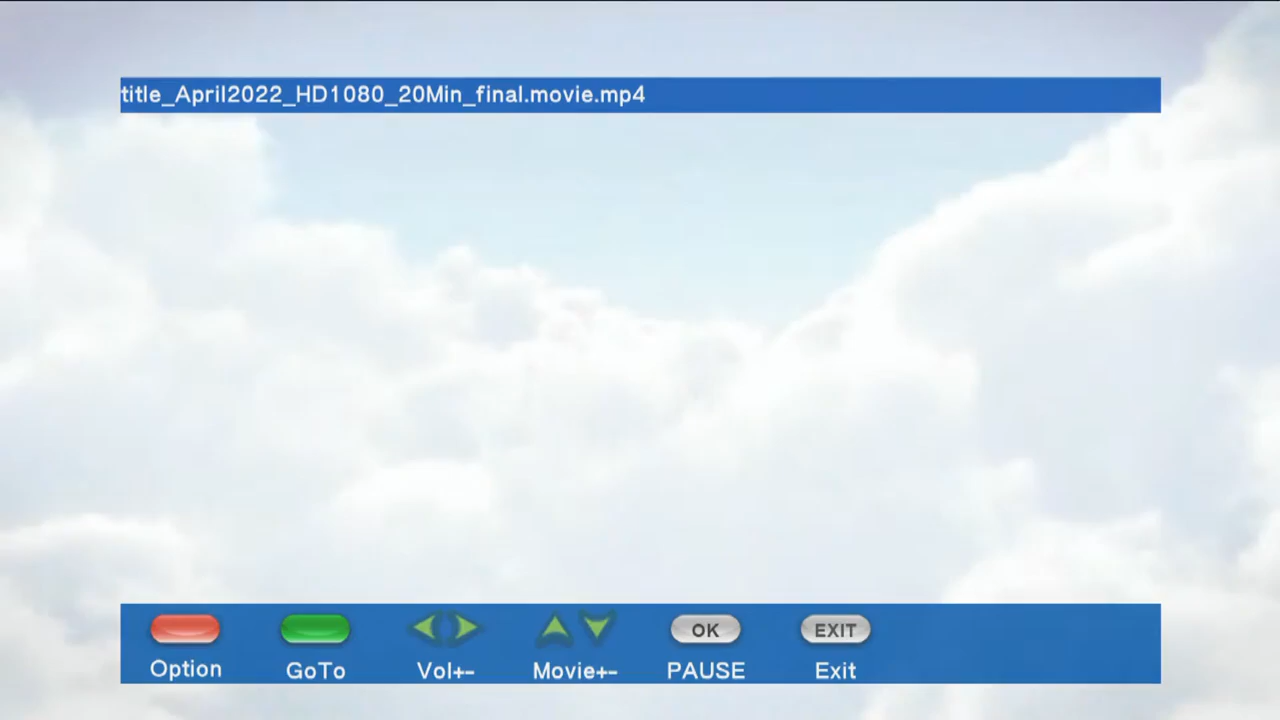 title_April2022_HD1080_20Min_final.movie.mp4
OK EXIT
Option GoTo Vol+- Movie+- PAUSE Exit